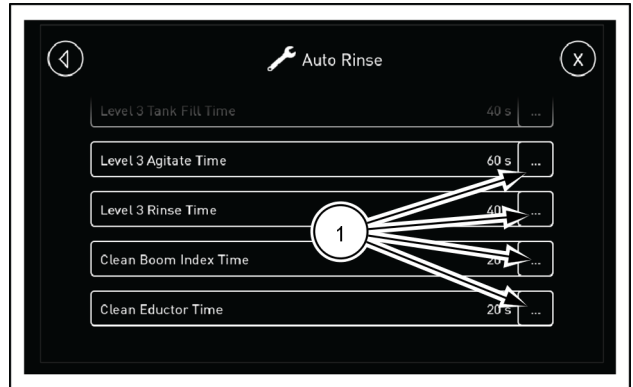 Auto Rinse
X
Level 3 Tank Fill Time 40 s ...
Level 3 Agitate Time 60 s ...
Level 3 Rinse Time 40 ...
1
Clean Boom Index Time 20 s ...
Clean Eductor Time 20 s ...